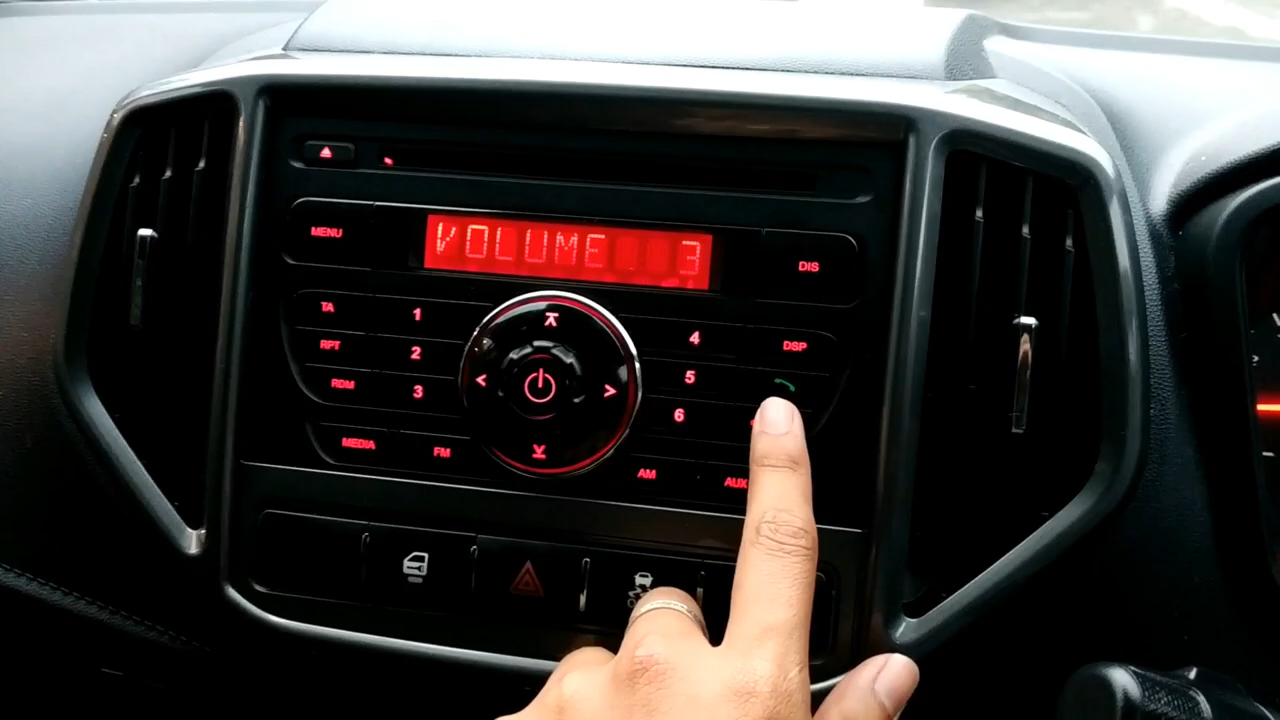 MENU
VOLUME 3
DIS
TA 1
4 DSP
RPT 2
5
RDM 3
6
MEDIA FM
AM AUX